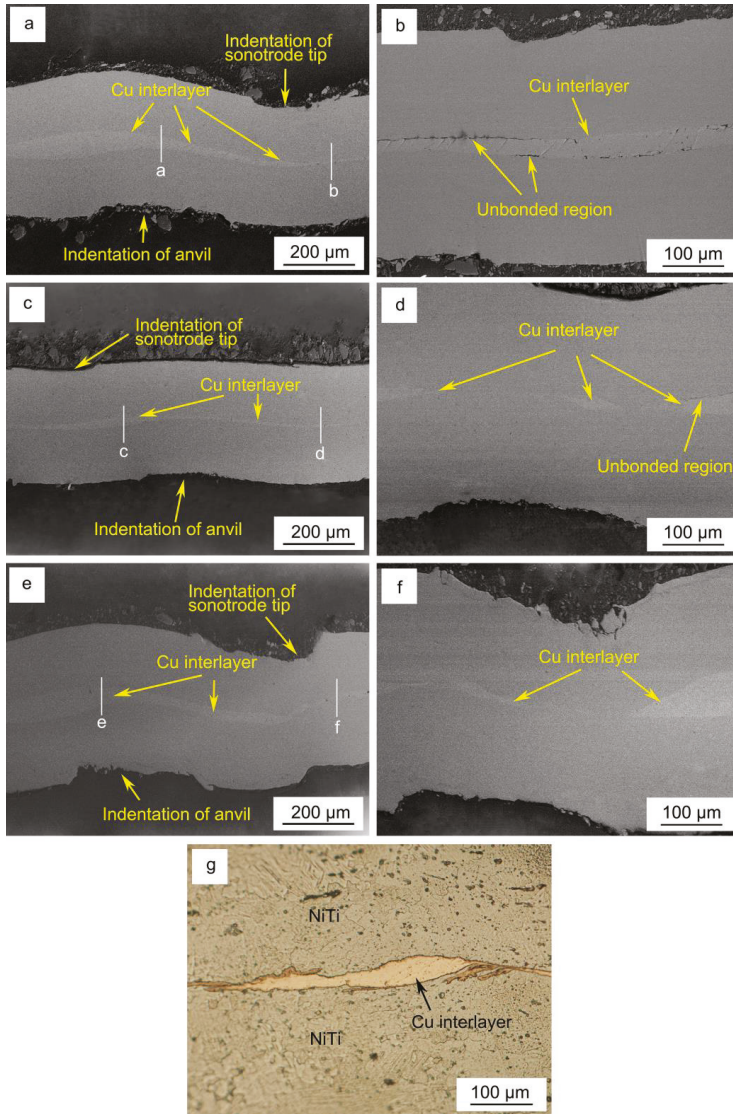 a
Indentation of
sonotrode tip
Cu interlayer
a
b
Indentation of anvil
200 μm
b
Cu interlayer
Unbonded region
100 μm
c
Indentation of
sonotrode tip
Cu interlayer
c
d
Indentation of anvil
200 μm
d
Cu interlayer
Unbonded region
100 μm
e
Indentation of
sonotrode tip
Cu interlayer
e
f
Indentation of anvil
200 μm
f
Cu interlayer
100 μm
g
NiTi
Cu interlayer
NiTi
100 μm